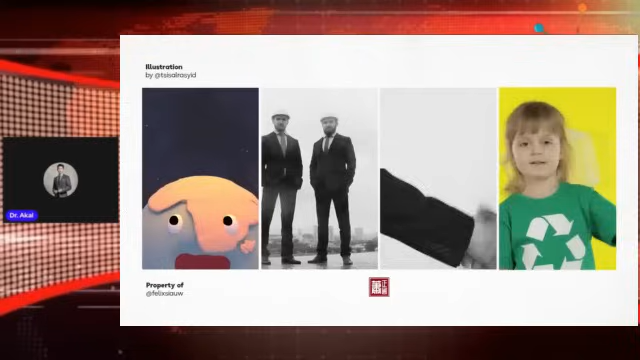 Illustration
by @tsisalrasyid
Dr. Akal
Property of
@felixsiauw